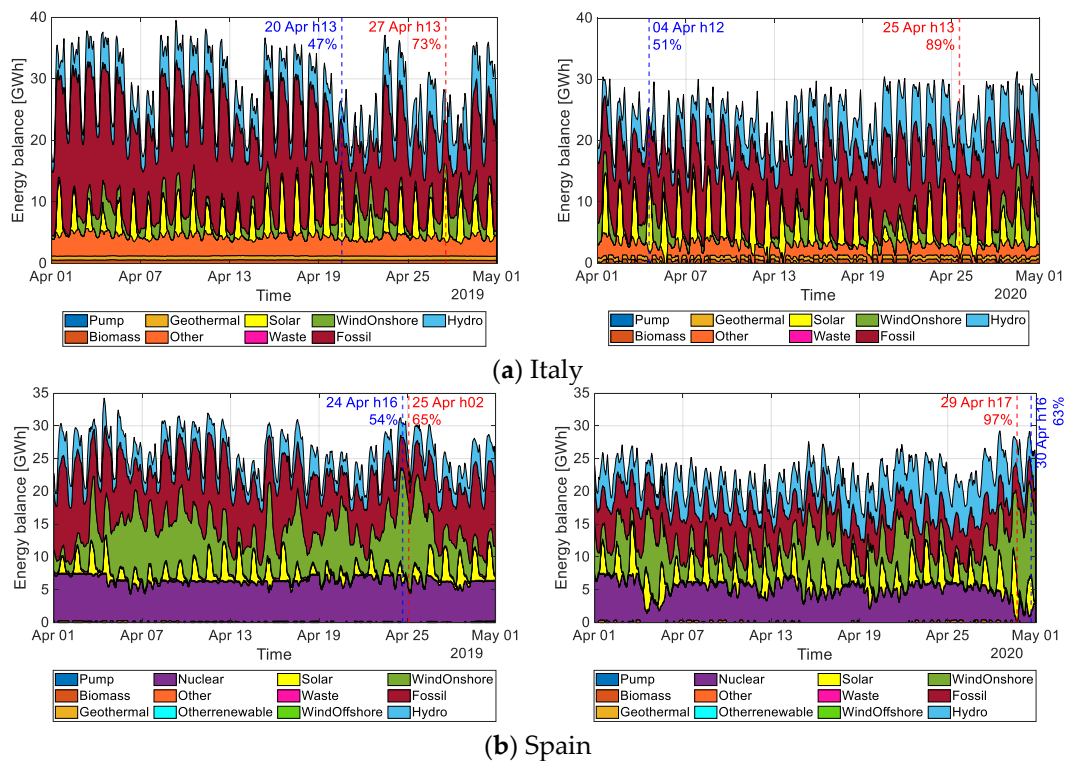 Energy balance [GWh]
40
30
20
10
0
20 Apr h13
47%
27 Apr h13
73%
Apr 01
Apr 07
Apr 13
Apr 19
Apr 25
May 01
Time
2019
Pump
Geothermal
Solar
WindOnshore
Hydro
Biomass
Other
Waste
Fossil
Energy balance [GWh]
40
30
20
10
0
04 Apr h12
51%
25 Apr h13
89%
Apr 01
Apr 07
Apr 13
Apr 19
Apr 25
May 01
Time
2020
Pump
Geothermal
Solar
WindOnshore
Hydro
Biomass
Other
Waste
Fossil
(a) Italy
Energy balance [GWh]
35
30
25
20
15
10
5
0
24 Apr h16
54%
25 Apr h02
65%
Apr 01
Apr 07
Apr 13
Apr 19
Apr 25
May 01
Time
2019
Pump
Nuclear
Solar
WindOnshore
Biomass
Other
Waste
Fossil
Geothermal
Otherrenewable
WindOffshore
Hydro
Energy balance [GWh]
35
30
25
20
15
10
5
0
29 Apr h17
97%
30 Apr h16
63%
Apr 01
Apr 07
Apr 13
Apr 19
Apr 25
May 01
Time
2020
Pump
Nuclear
Solar
WindOnshore
Biomass
Other
Waste
Fossil
Geothermal
Otherrenewable
WindOffshore
Hydro
(b) Spain